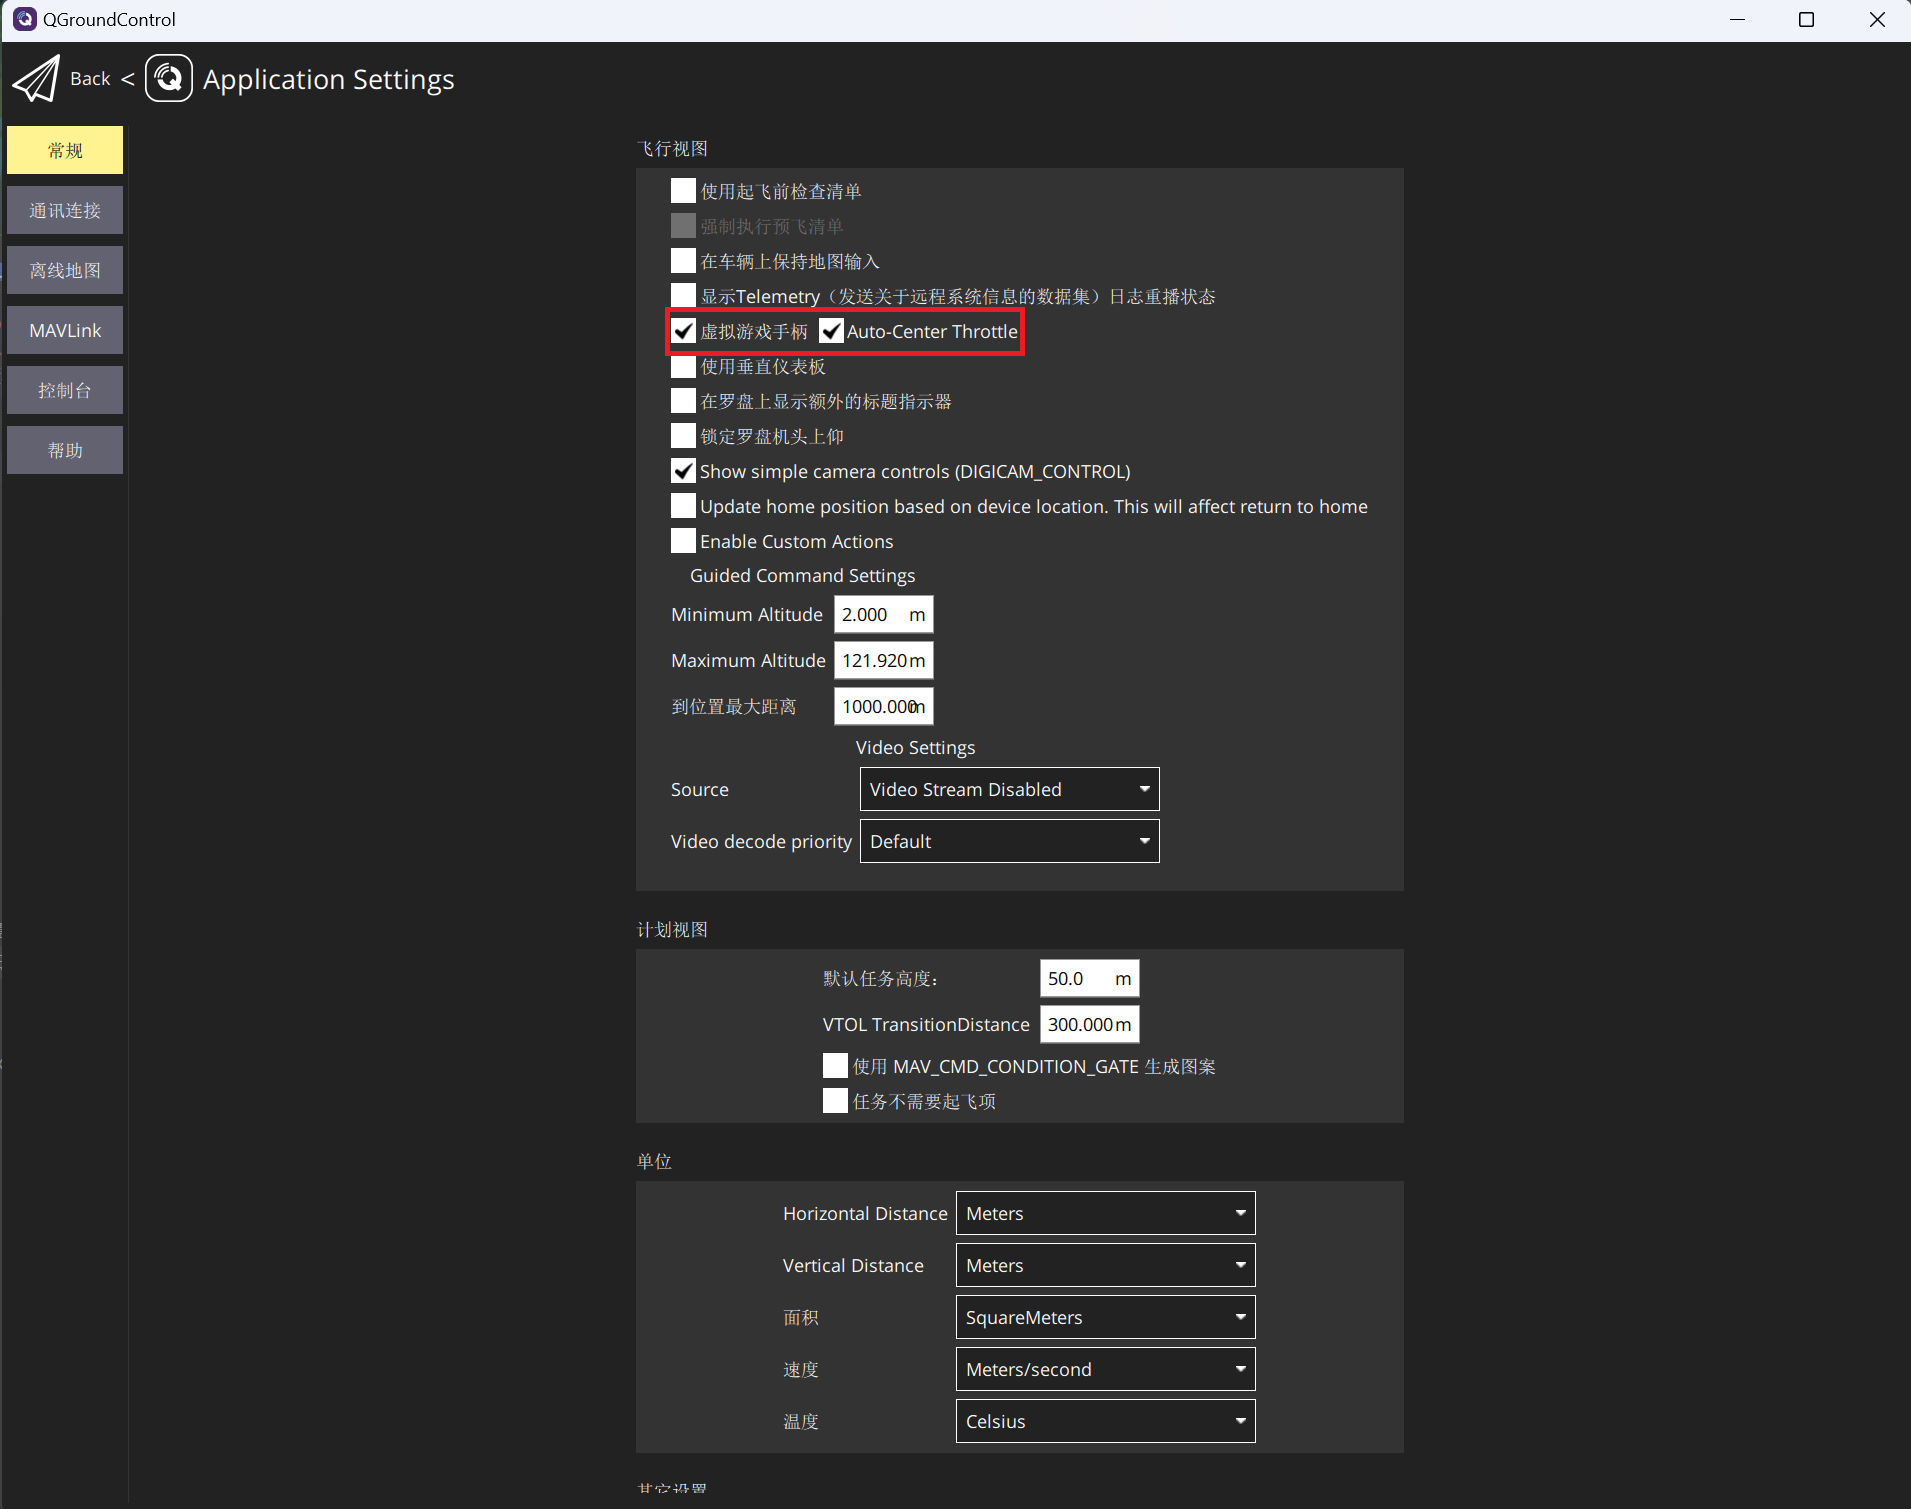 QGroundControl
Back < Application Settings
常规
通讯连接
离线地图
MAVLink
控制台
帮助
飞行视图
使用起飞前检查清单
强制执行预飞清单
在车辆上保持地图输入
显示Telemetry（发送关于远程系统信息的数据集）日志重播状态
虚拟游戏手柄 Auto-Center Throttle
使用垂直仪表板
在罗盘上显示额外的标题指示器
锁定罗盘机头上仰
Show simple camera controls (DIGICAM_CONTROL)
Update home position based on device location. This will affect return to home
Enable Custom Actions
Guided Command Settings
Minimum Altitude 2.000 m
Maximum Altitude 121.920 m
到位置最大距离 1000.000 m
Video Settings
Source Video Stream Disabled
Video decode priority Default
计划视图
默认任务高度： 50.0 m
VTOL TransitionDistance 300.000 m
使用 MAV_CMD_CONDITION_GATE 生成图案
任务不需要起飞项
单位
Horizontal Distance Meters
Vertical Distance Meters
面积 SquareMeters
速度 Meters/second
温度 Celsius
其它设置